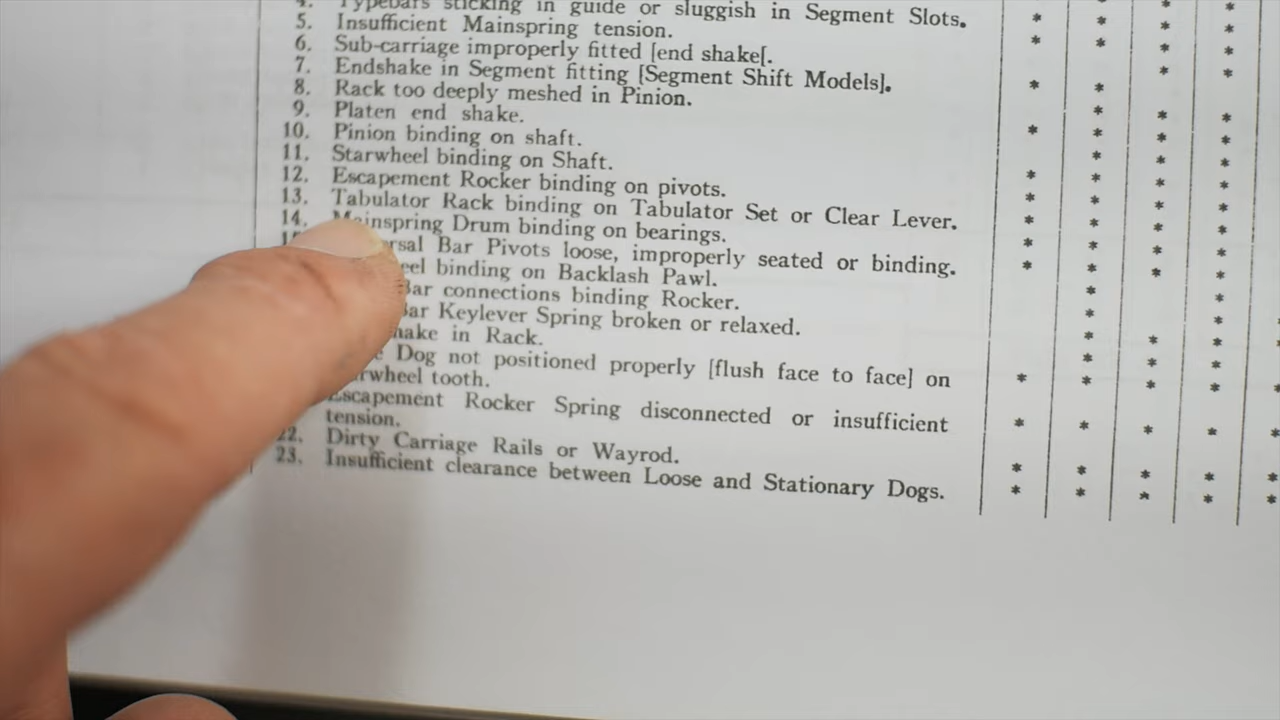 4. Typebars sticking in guide or sluggish in Segment Slots.
5. Insufficient Mainspring tension.
6. Sub-carriage improperly fitted [end shake[.
7. Endshake in Segment fitting [Segment Shift Models].
8. Rack too deeply meshed in Pinion.
9. Platen end shake.
10. Pinion binding on shaft.
11. Starwheel binding on Shaft.
12. Escapement Rocker binding on pivots.
13. Tabulator Rack binding on Tabulator Set or Clear Lever.
14. Mainspring Drum binding on bearings.
Bar Pivots loose, improperly seated or binding.
binding on Backlash Pawl.
Bar connections binding Rocker.
Bar Keylever Spring broken or relaxed.
in Rack.
Dog not positioned properly [flush face to face] on
tooth.
Escapement Rocker Spring disconnected or insufficient
tension.
22. Dirty Carriage Rails or Wayrod.
23. Insufficient clearance between Loose and Stationary Dogs.